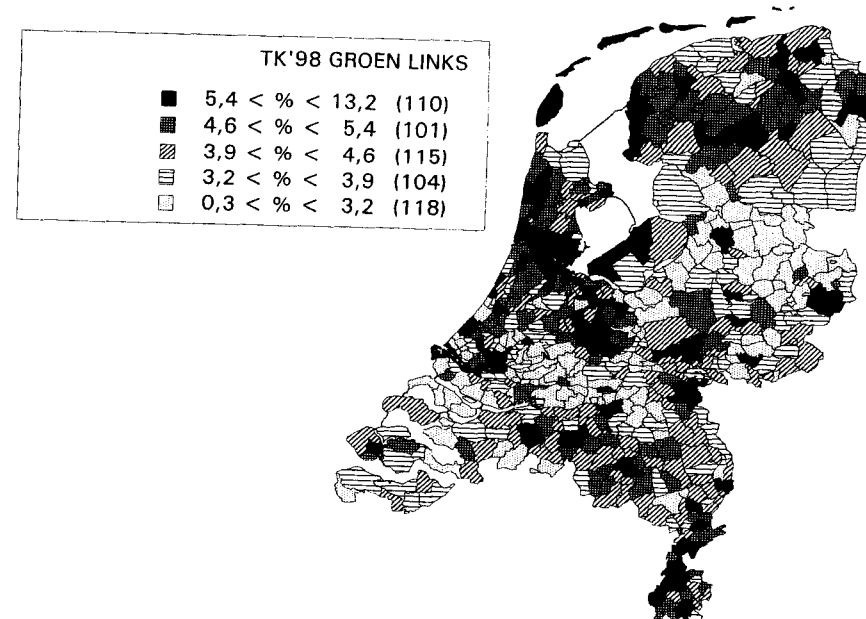 TK'98 GROEN LINKS
5,4 < % < 13,2 (110)
4,6 < % < 5,4 (101)
3,9 < % < 4,6 (115)
3,2 < % < 3,9 (104)
0,3 < % < 3,2 (118)